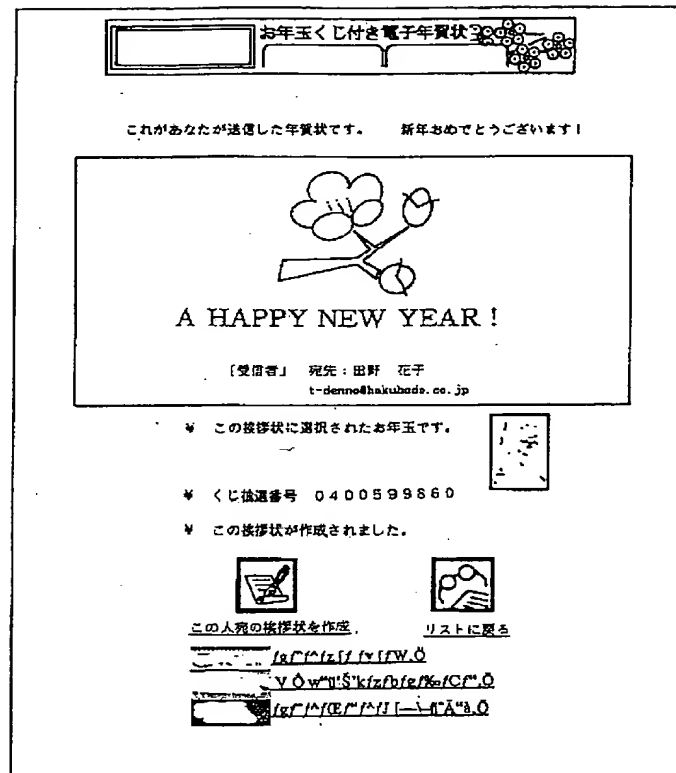 お年玉くじ付き電子年賀状コ
これがあなたが送信した年賀状です。　新年おめでとうございます！
A HAPPY NEW YEAR !
［受信者］　宛先：田野　花子
t-denno@hakubodo.co.jp
¥　この挨拶状に選択されたお年玉です。
¥　くじ抽選番号　0400599860
¥　この挨拶状が作成されました。
この人宛の挨拶状を作成　リストに戻る